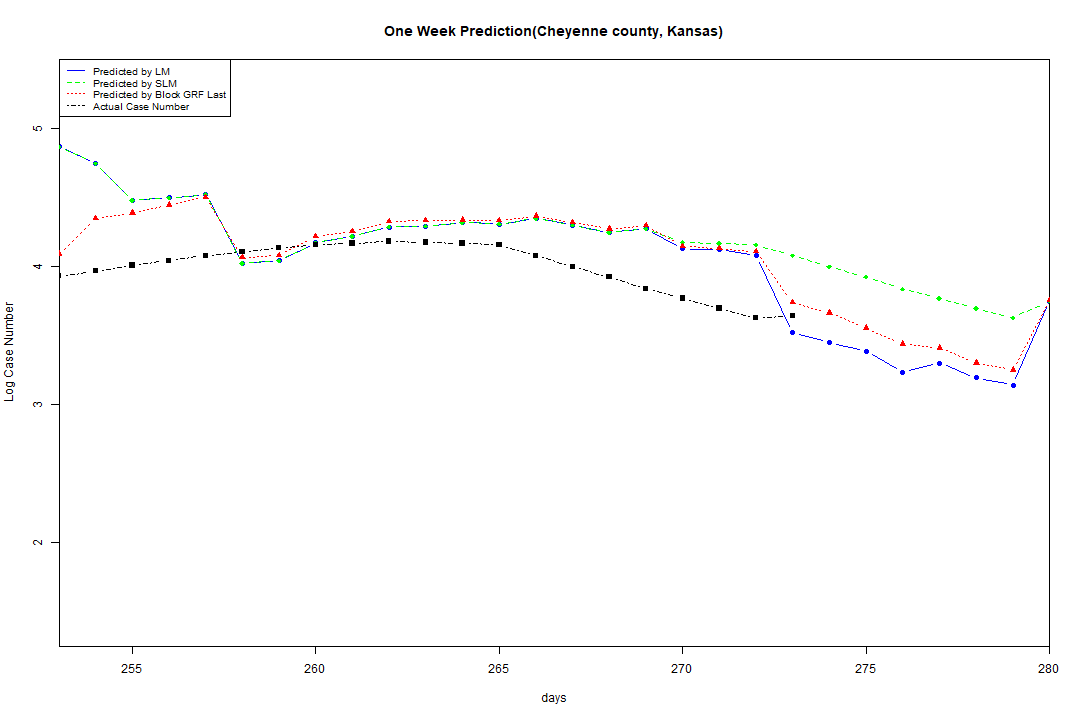 One Week Prediction(Cheyenne county, Kansas)
Predicted by LM
Predicted by SLM
Predicted by Block GRF Last
Actual Case Number
5
4
3
2
Log Case Number
255 260 265 270 275 280
days